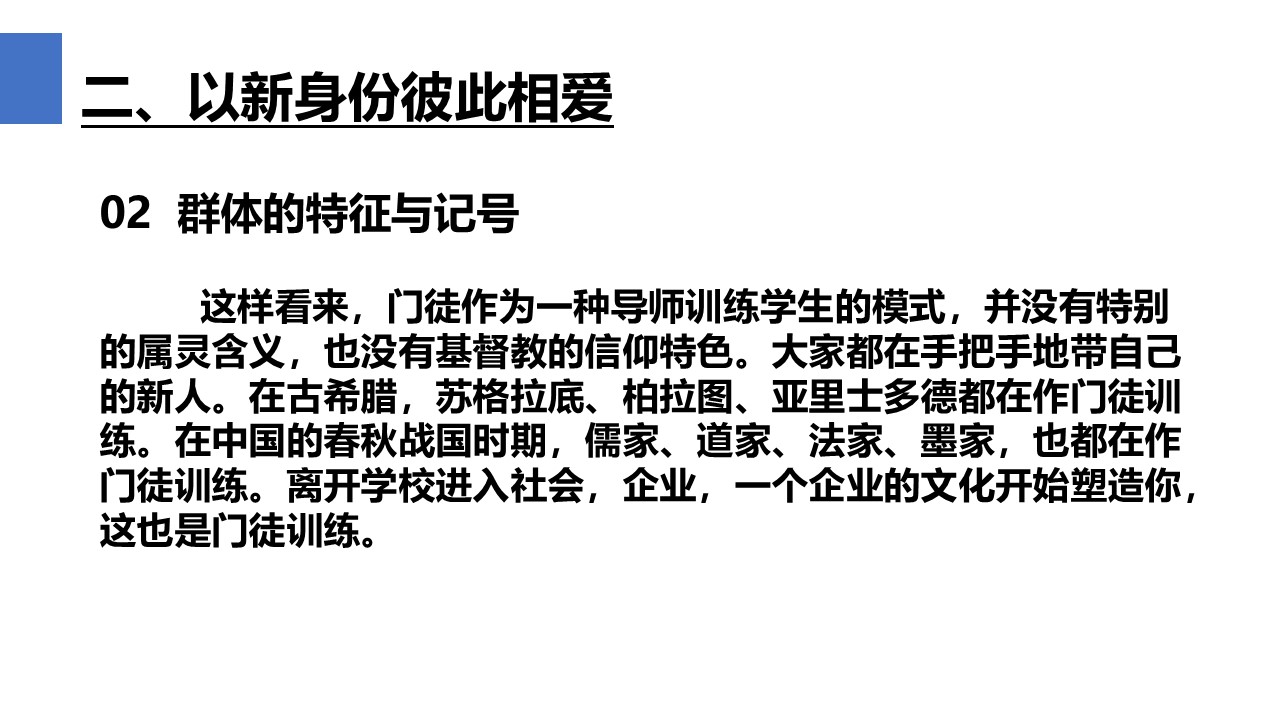 二、以新身份彼此相爱
02 群体的特征与记号
这样看来，门徒作为一种导师训练学生的模式，并没有特别
的属灵含义，也没有基督教的信仰特色。大家都在手把手地带自己
的新人。在古希腊，苏格拉底、柏拉图、亚里士多德都在作门徒训
练。在中国的春秋战国时期，儒家、道家、法家、墨家，也都在作
门徒训练。离开学校进入社会，企业，一个企业的文化开始塑造你，
这也是门徒训练。